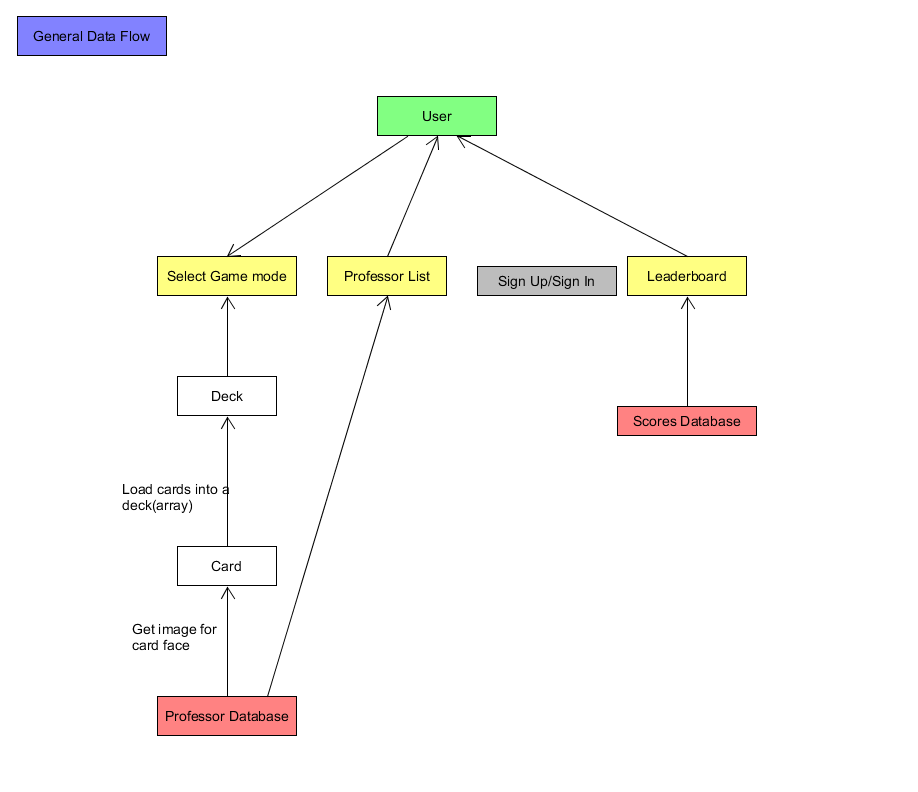 General Data Flow
User
Select Game mode
Professor List
Sign Up/Sign In
Leaderboard
Deck
Scores Database
Load cards into a
deck(array)
Card
Get image for
card face
Professor Database